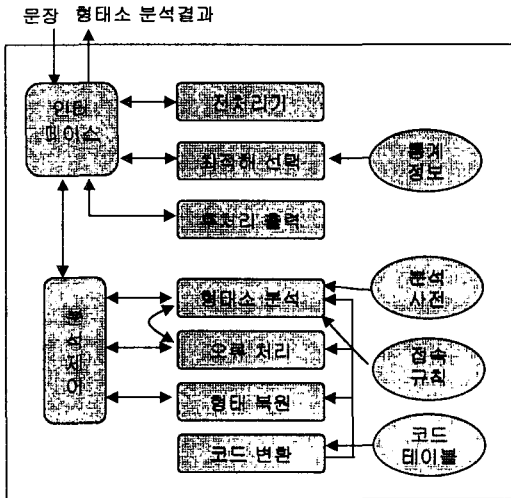 문장 형태소 분석결과
인터
페이스
전처리기
최적해 선택
통계
정보
후처리 출력
분석제어
형태소 분석
분석
사전
오류 처리
접속
규칙
형태 복원
코드 변환
코드
테이블